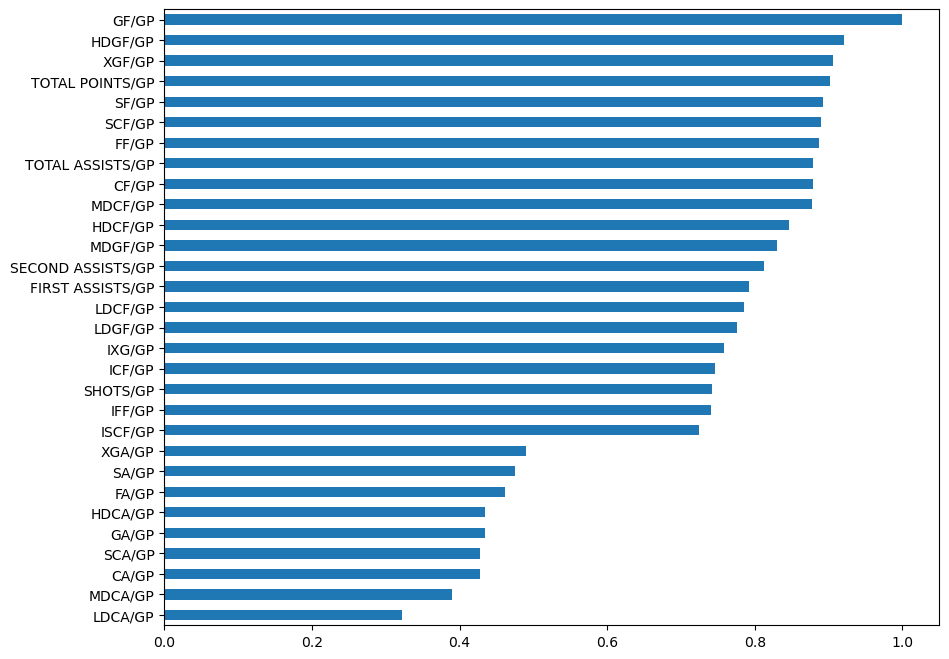 GF/GP
HDGF/GP
XGF/GP
TOTAL POINTS/GP
SF/GP
SCF/GP
FF/GP
TOTAL ASSISTS/GP
CF/GP
MDCF/GP
HDCF/GP
MDGF/GP
SECOND ASSISTS/GP
FIRST ASSISTS/GP
LDCF/GP
LDGF/GP
IXG/GP
ICF/GP
SHOTS/GP
IFF/GP
ISCF/GP
XGA/GP
SA/GP
FA/GP
HDCA/GP
GA/GP
SCA/GP
CA/GP
MDCA/GP
LDCA/GP
0.0 0.2 0.4 0.6 0.8 1.0